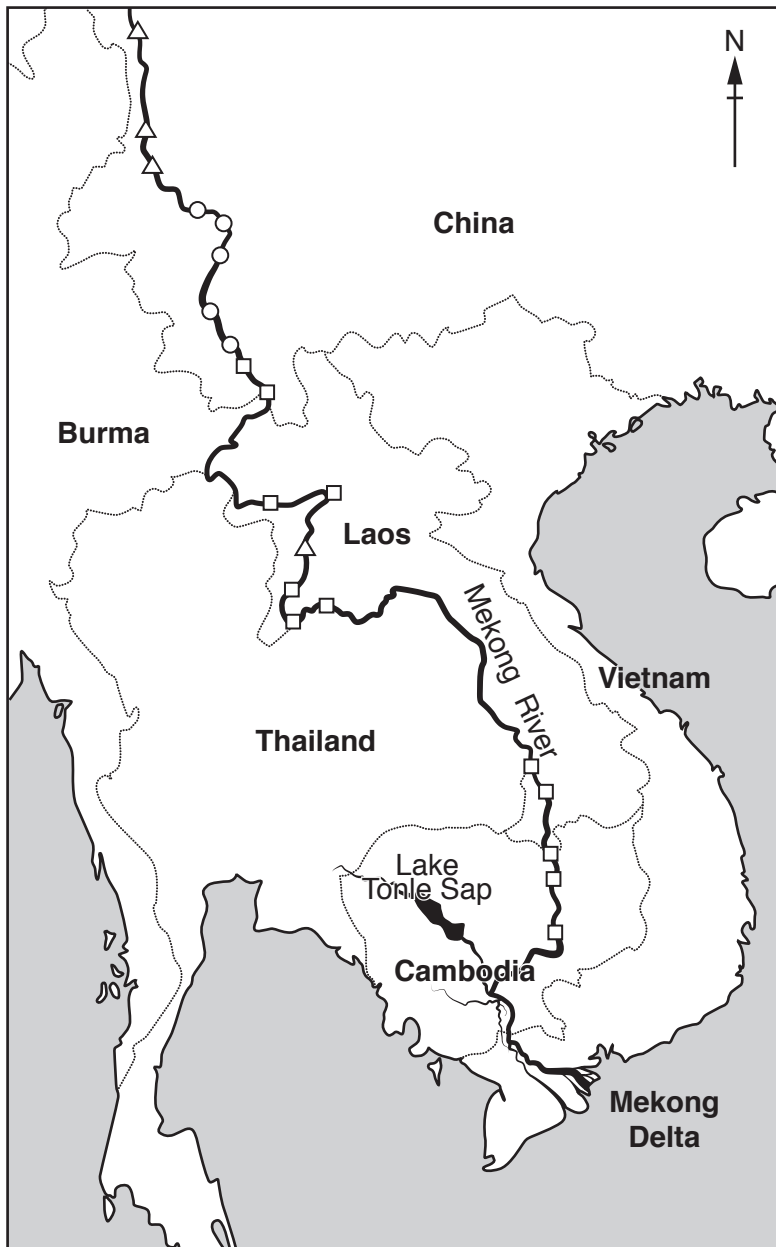 N
China
Burma
Laos
Mekong River
Vietnam
Thailand
Lake
Tonle Sap
Cambodia
Mekong
Delta